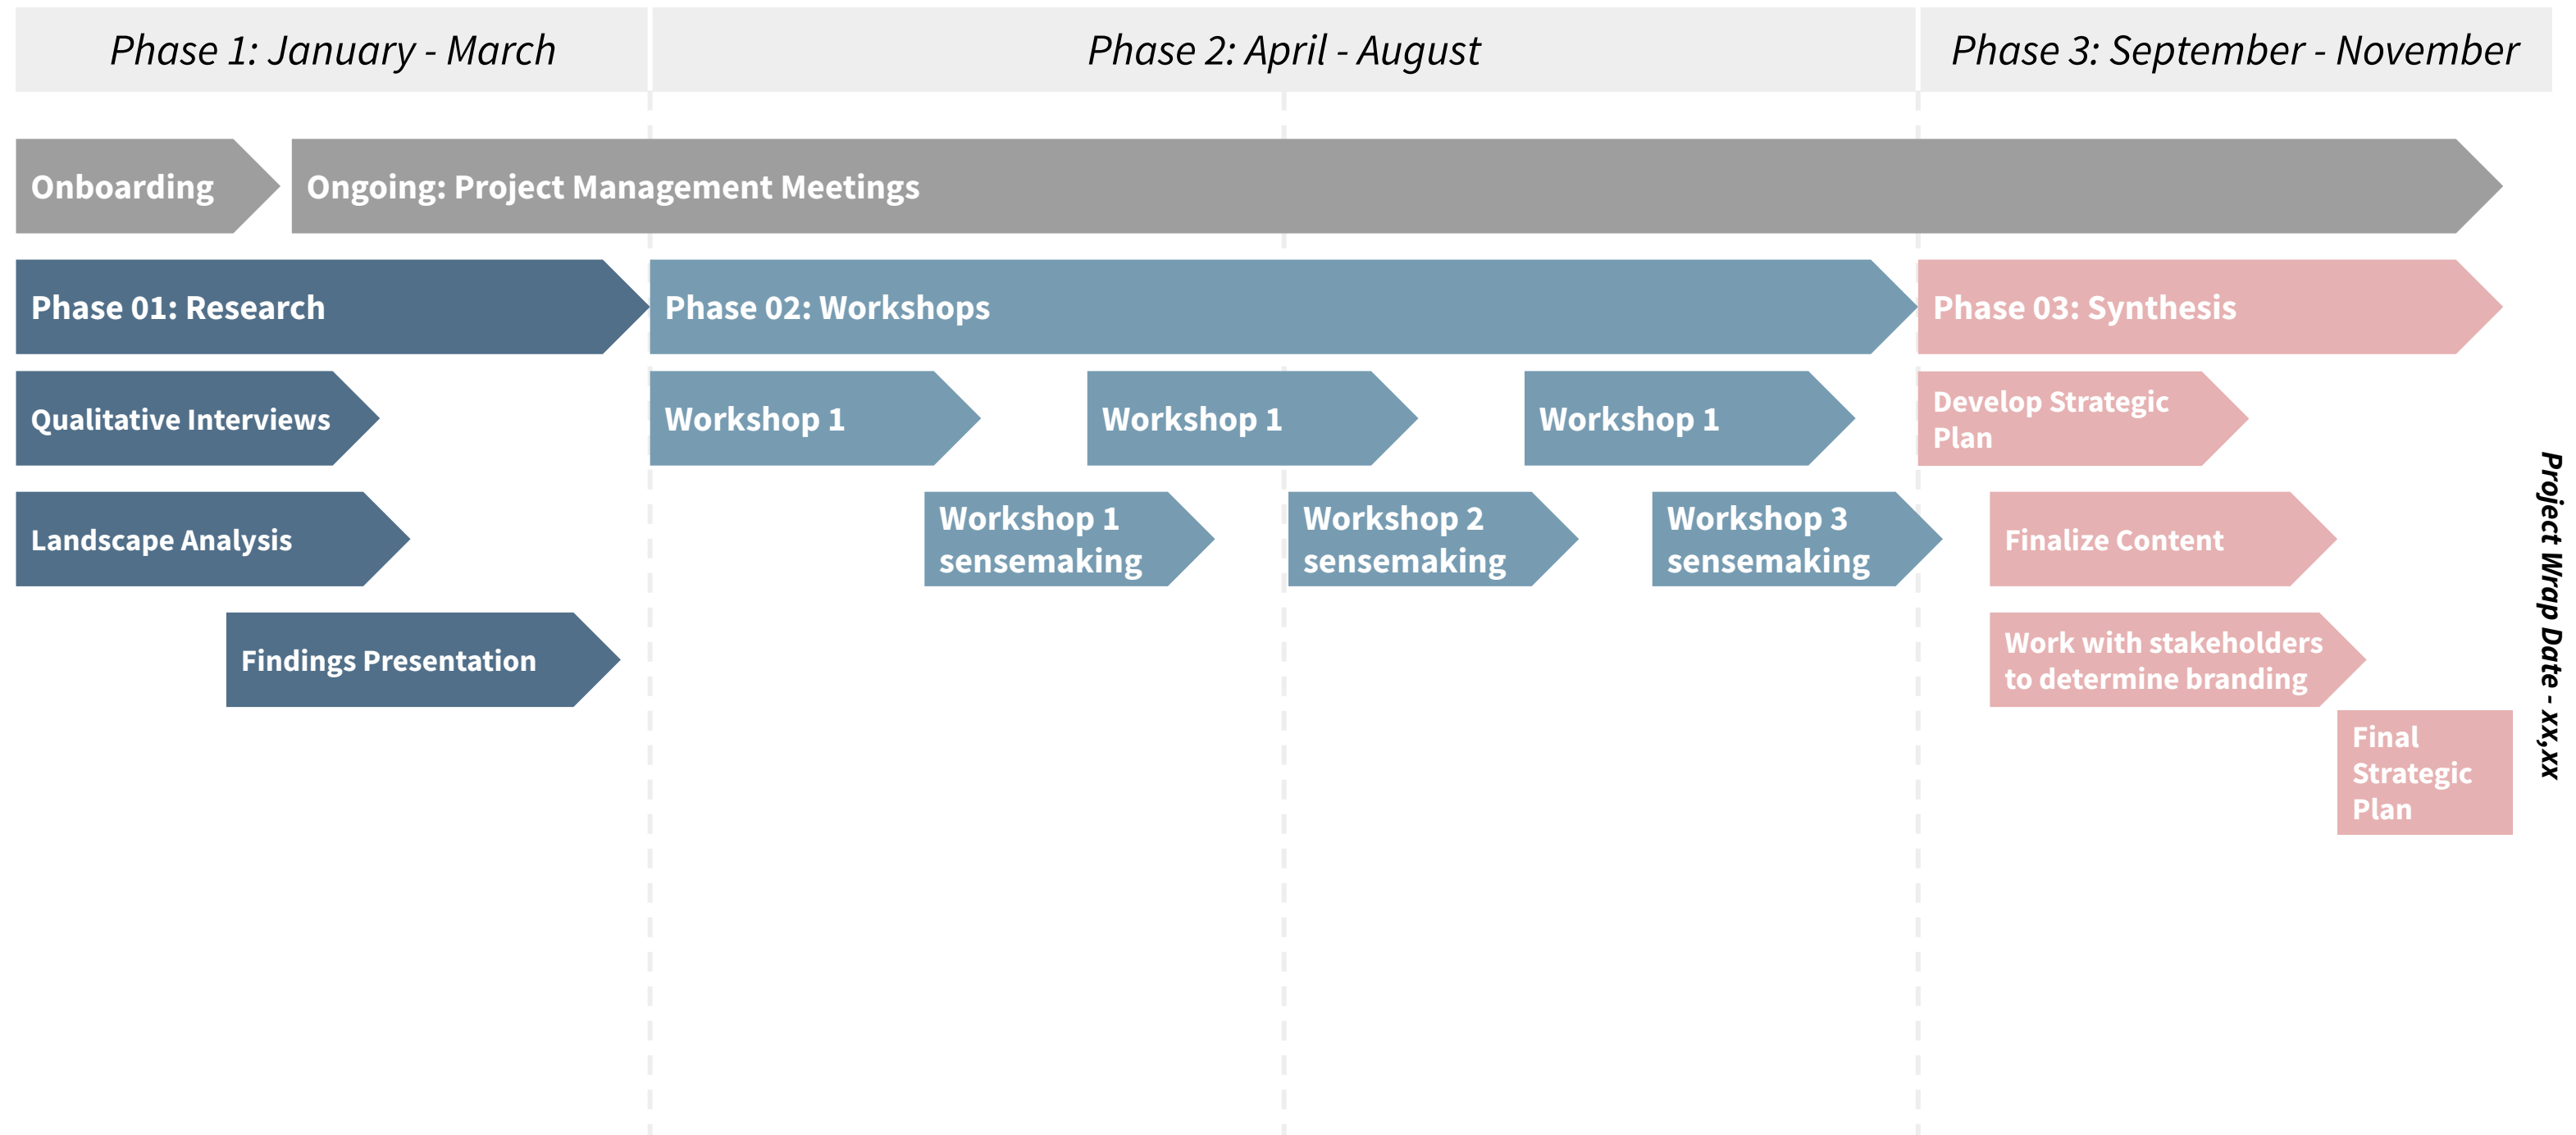 Phase 1: January - March
Phase 2: April - August
Phase 3: September - November
Onboarding
Ongoing: Project Management Meetings
Phase 01: Research
Phase 02: Workshops
Phase 03: Synthesis
Qualitative Interviews
Workshop 1
Workshop 1
Workshop 1
Develop Strategic
Plan
Landscape Analysis
Workshop 1
sensemaking
Workshop 2
sensemaking
Workshop 3
sensemaking
Finalize Content
Findings Presentation
Work with stakeholders
to determine branding
Final
Strategic
Plan
Project Wrap Date - xx,xx